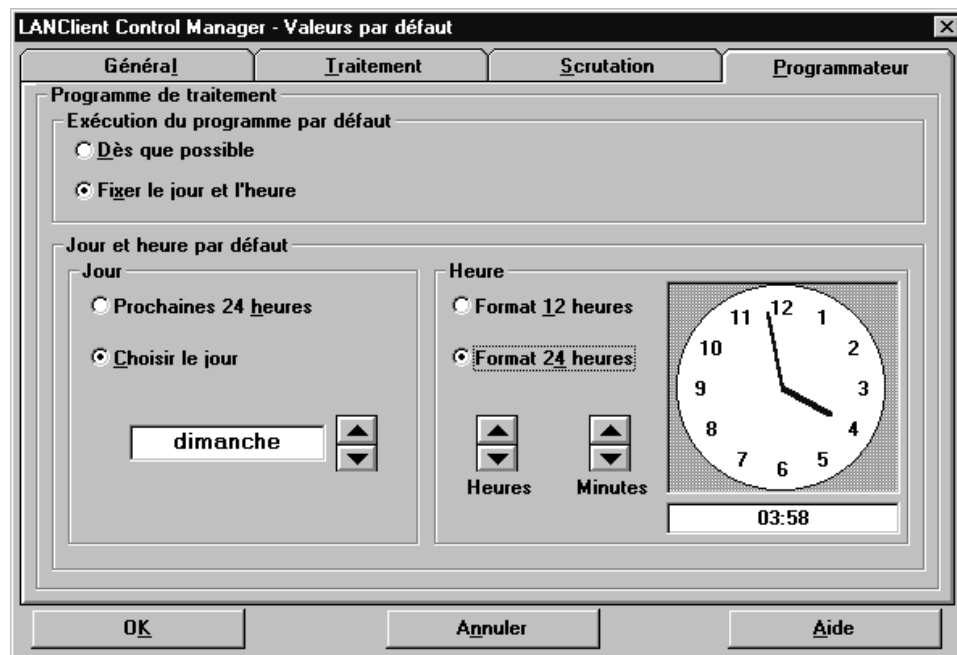 LANClient Control Manager - Valeurs par défaut
Général Traitement Scrutation Programmateur
Programme de traitement
Exécution du programme par défaut
Dès que possible
Fixer le jour et l'heure
Jour et heure par défaut
Jour
Prochaines 24 heures
Choisir le jour
dimanche
Heure
Format 12 heures
Format 24 heures
Heures Minutes
12
1
2
3
4
5
6
7
8
9
10
11
03:58
OK Annuler Aide